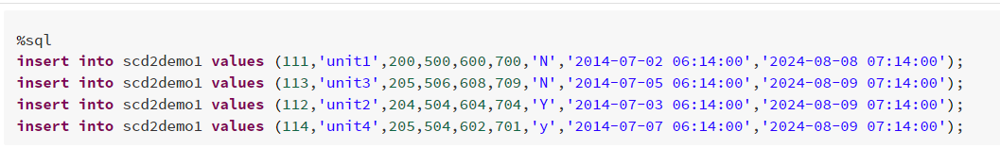 %sql
insert into scd2demo1 values (111,'unit1',200,500,600,700,'N','2014-07-02 06:14:00','2024-08-08 07:14:00');
insert into scd2demo1 values (113,'unit3',205,506,608,709,'N','2014-07-05 06:14:00','2024-08-09 07:14:00');
insert into scd2demo1 values (112,'unit2',204,504,604,704,'Y','2014-07-03 06:14:00','2024-08-09 07:14:00');
insert into scd2demo1 values (114,'unit4',205,504,602,701,'y','2014-07-07 06:14:00','2024-08-09 07:14:00');